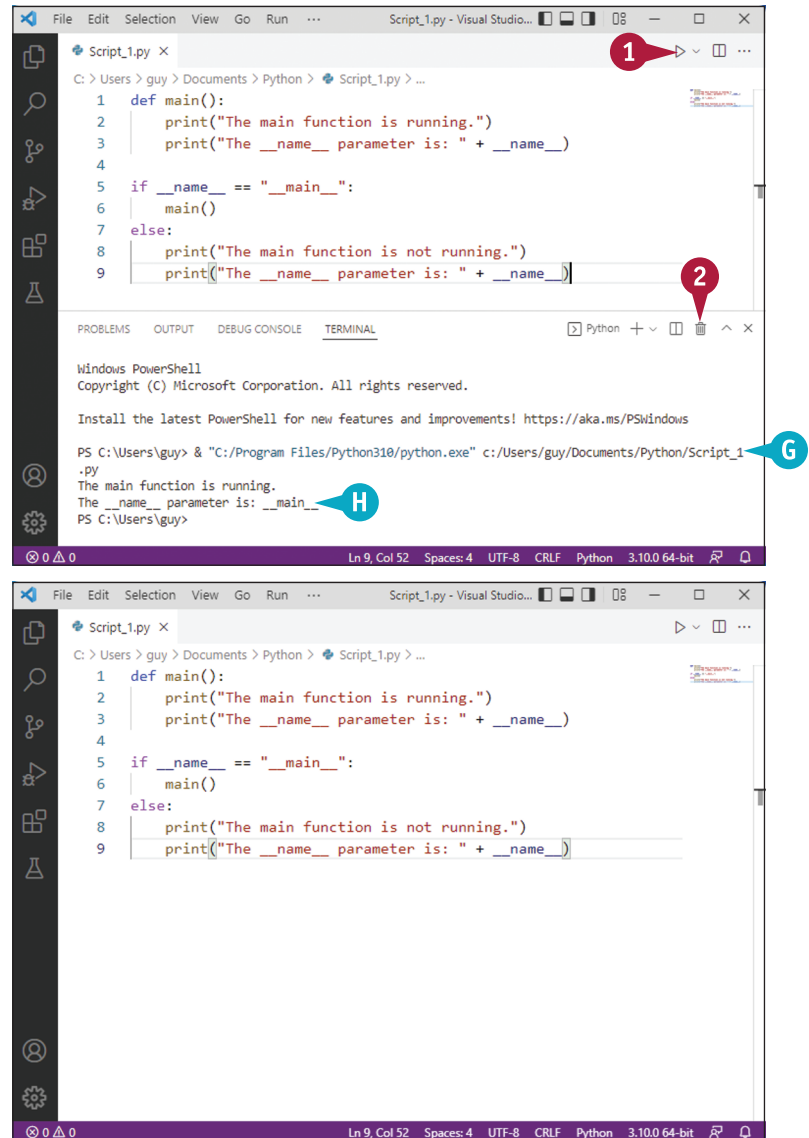 File Edit Selection View Go Run ··· Script_1.py - Visual Studio...
Script_1.py
1
C: > Users > guy > Documents > Python > Script_1.py > ...
1 def main():
2     print("The main function is running.")
3     print("The __name__ parameter is: " + __name__)
4
5 if __name__ == "__main__":
6     main()
7 else:
8     print("The main function is not running.")
9     print("The __name__ parameter is: " + __name__)
2
PROBLEMS OUTPUT DEBUG CONSOLE TERMINAL Python
Windows PowerShell
Copyright (C) Microsoft Corporation. All rights reserved.
Install the latest PowerShell for new features and improvements! https://aka.ms/PSWindows
PS C:\Users\guy> & "C:/Program Files/Python310/python.exe" c:/Users/guy/Documents/Python/Script_1
G
.py
The main function is running.
The __name__ parameter is: __main__
H
PS C:\Users\guy>
0 0 Ln 9, Col 52 Spaces: 4 UTF-8 CRLF Python 3.10.0 64-bit
File Edit Selection View Go Run ··· Script_1.py - Visual Studio...
Script_1.py
C: > Users > guy > Documents > Python > Script_1.py > ...
1 def main():
2     print("The main function is running.")
3     print("The __name__ parameter is: " + __name__)
4
5 if __name__ == "__main__":
6     main()
7 else:
8     print("The main function is not running.")
9     print("The __name__ parameter is: " + __name__)
0 0 Ln 9, Col 52 Spaces: 4 UTF-8 CRLF Python 3.10.0 64-bit